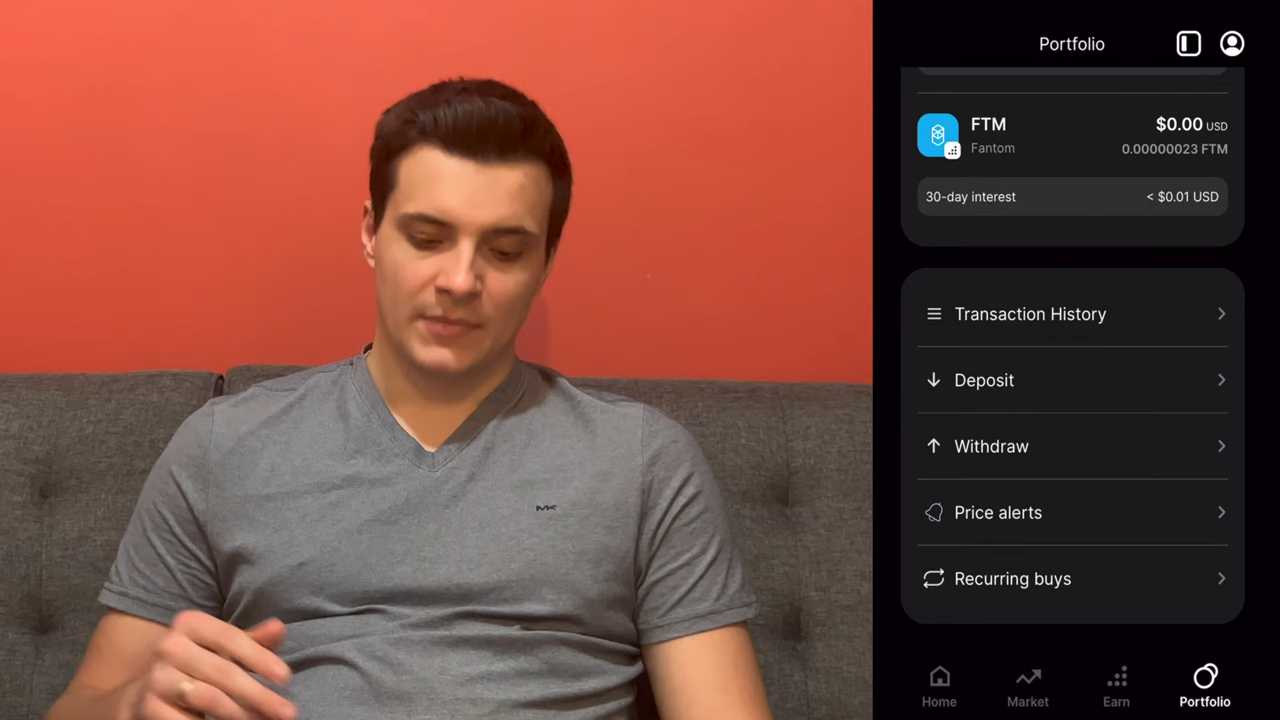 Portfolio
FTM
$0.00 USD
Fantom
0.00000023 FTM
30-day interest
< $0.01 USD
Transaction History
Deposit
Withdraw
Price alerts
Recurring buys
MK
Home
Market
Earn
Portfolio